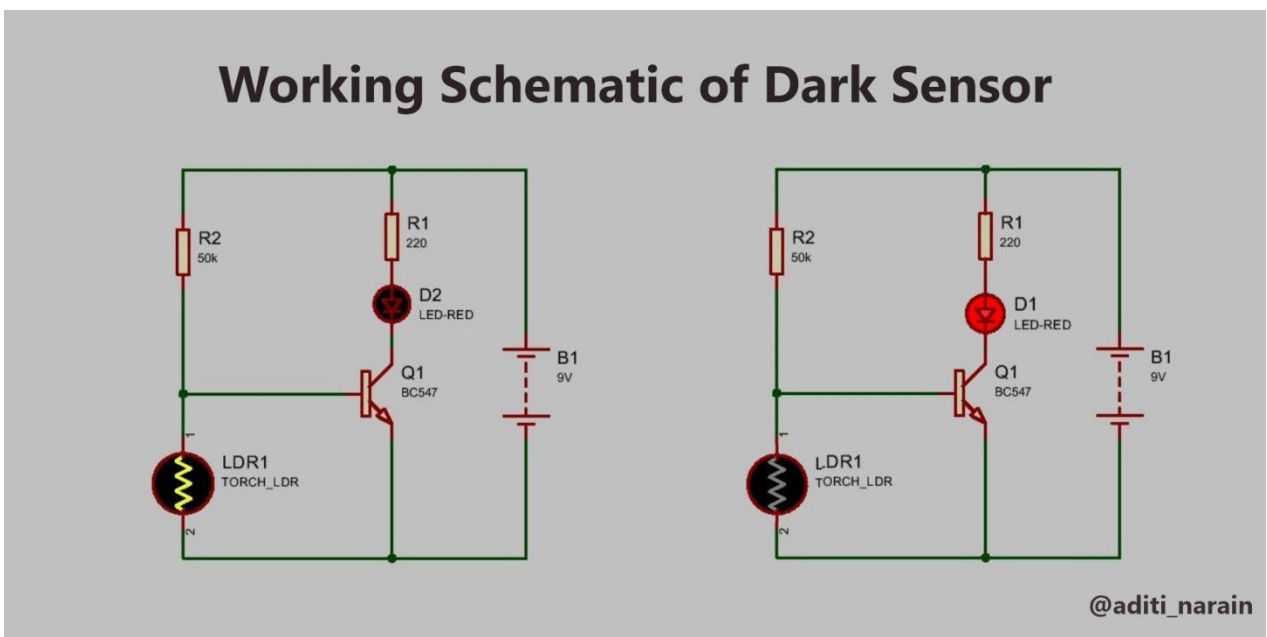 Working Schematic of Dark Sensor
R2
50k
R1
220
D2
LED-RED
Q1
BC547
B1
9V
1
LDR1
TORCH_LDR
2
R2
50k
R1
220
D1
LED-RED
Q1
BC547
B1
9V
1
LDR1
TORCH_LDR
2
@aditi_narain